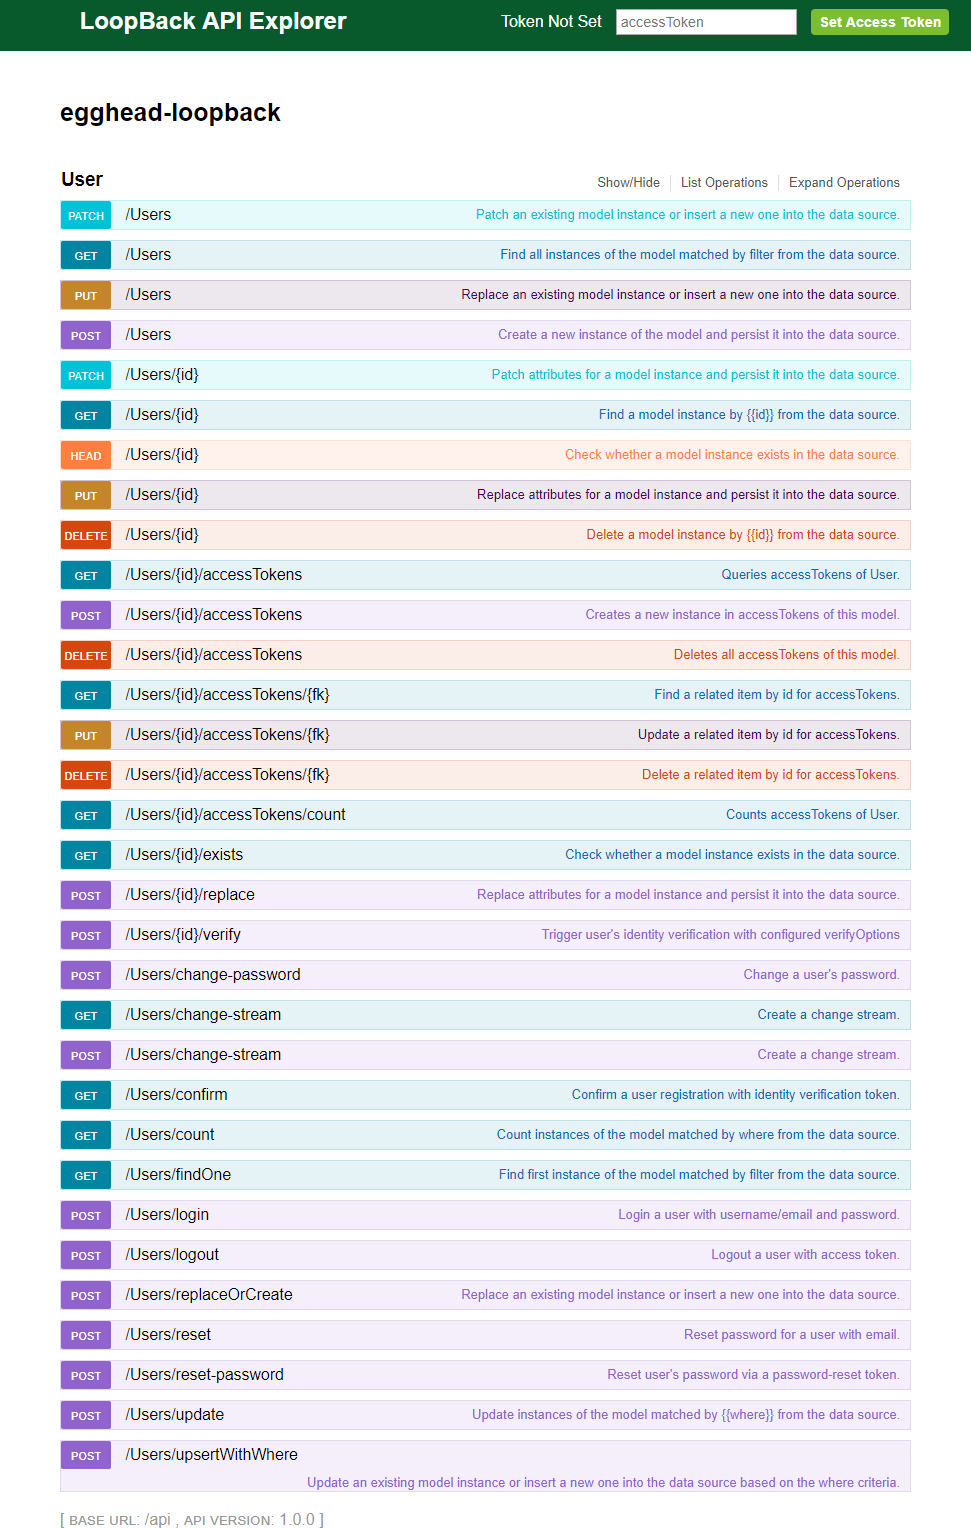 LoopBack API Explorer Token Not Set accessToken Set Access Token
egghead-loopback
User Show/Hide List Operations Expand Operations
PATCH /Users Patch an existing model instance or insert a new one into the data source.
GET /Users Find all instances of the model matched by filter from the data source.
PUT /Users Replace an existing model instance or insert a new one into the data source.
POST /Users Create a new instance of the model and persist it into the data source.
PATCH /Users/{id} Patch attributes for a model instance and persist it into the data source.
GET /Users/{id} Find a model instance by {{id}} from the data source.
HEAD /Users/{id} Check whether a model instance exists in the data source.
PUT /Users/{id} Replace attributes for a model instance and persist it into the data source.
DELETE /Users/{id} Delete a model instance by {{id}} from the data source.
GET /Users/{id}/accessTokens Queries accessTokens of User.
POST /Users/{id}/accessTokens Creates a new instance in accessTokens of this model.
DELETE /Users/{id}/accessTokens Deletes all accessTokens of this model.
GET /Users/{id}/accessTokens/{fk} Find a related item by id for accessTokens.
PUT /Users/{id}/accessTokens/{fk} Update a related item by id for accessTokens.
DELETE /Users/{id}/accessTokens/{fk} Delete a related item by id for accessTokens.
GET /Users/{id}/accessTokens/count Counts accessTokens of User.
GET /Users/{id}/exists Check whether a model instance exists in the data source.
POST /Users/{id}/replace Replace attributes for a model instance and persist it into the data source.
POST /Users/{id}/verify Trigger user's identity verification with configured verifyOptions
POST /Users/change-password Change a user's password.
GET /Users/change-stream Create a change stream.
POST /Users/change-stream Create a change stream.
GET /Users/confirm Confirm a user registration with identity verification token.
GET /Users/count Count instances of the model matched by where from the data source.
GET /Users/findOne Find first instance of the model matched by filter from the data source.
POST /Users/login Login a user with username/email and password.
POST /Users/logout Logout a user with access token.
POST /Users/replaceOrCreate Replace an existing model instance or insert a new one into the data source.
POST /Users/reset Reset password for a user with email.
POST /Users/reset-password Reset user's password via a password-reset token.
POST /Users/update Update instances of the model matched by {{where}} from the data source.
POST /Users/upsertWithWhere
Update an existing model instance or insert a new one into the data source based on the where criteria.
[ BASE URL: /api , API VERSION: 1.0.0 ]